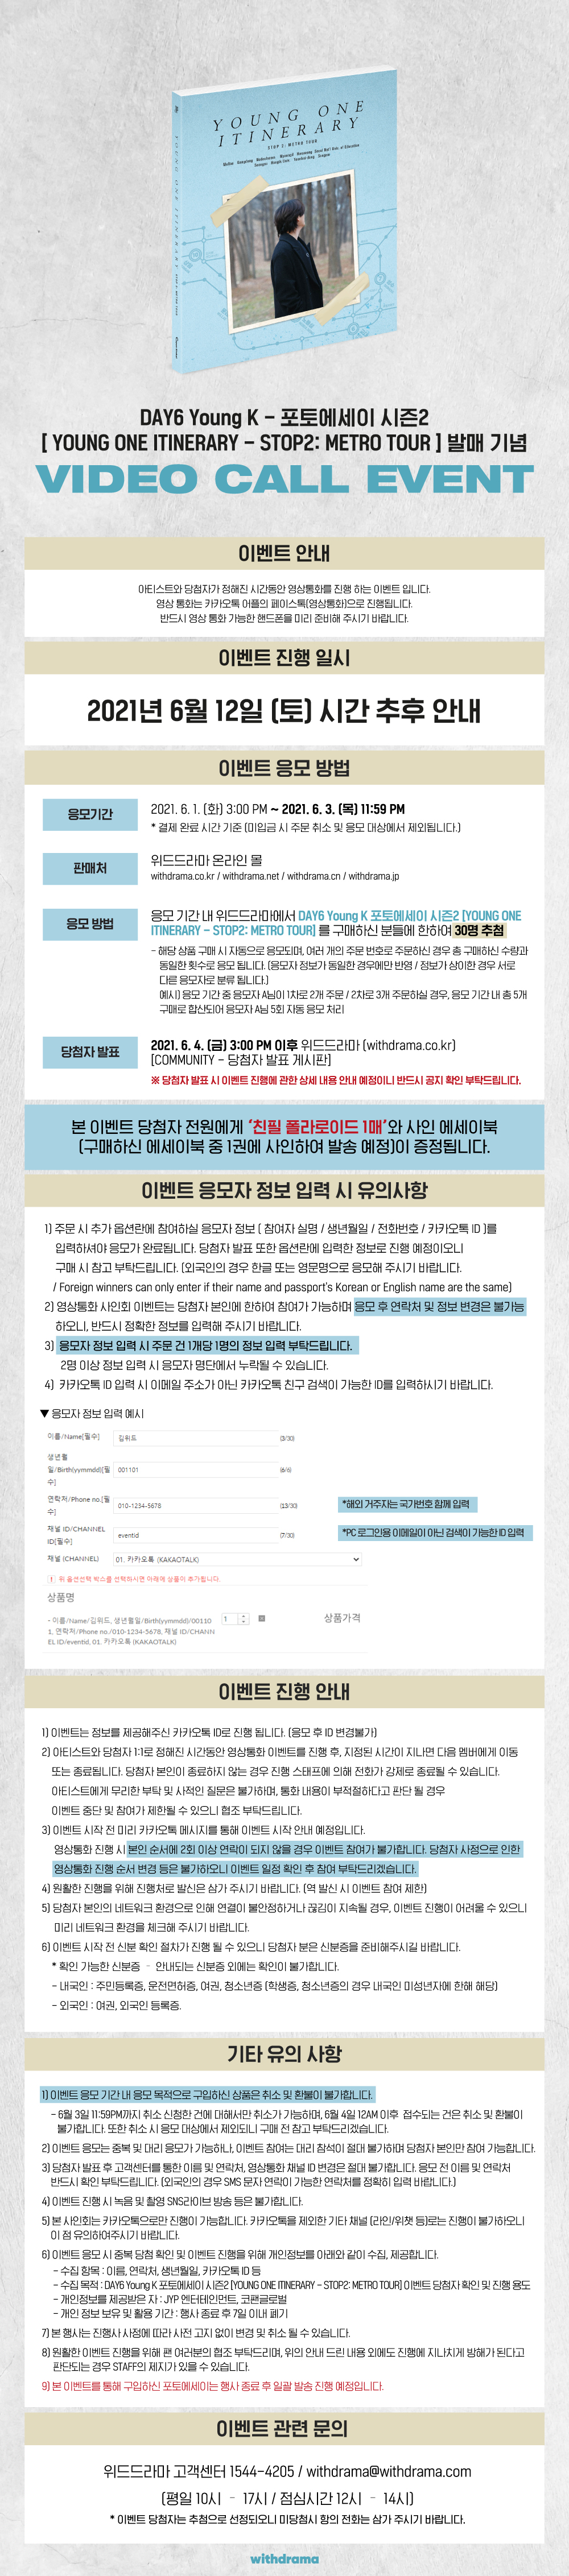 YOUNG ONE
ITINERARY
STOP 2: METRO TOUR
DAY6 Young K - 포토에세이 시즌2
[ YOUNG ONE ITINERARY - STOP2: METRO TOUR ] 발매 기념
VIDEO CALL EVENT
이벤트 안내
아티스트와 당첨자가 정해진 시간동안 영상통화를 진행 하는 이벤트 입니다.
영상 통화는 카카오톡 어플의 페이스톡(영상통화)으로 진행됩니다.
반드시 영상 통화 가능한 핸드폰을 미리 준비해 주시기 바랍니다.
이벤트 진행 일시
2021년 6월 12일 (토) 시간 추후 안내
이벤트 응모 방법
응모기간
2021. 6. 1. (화) 3:00 PM ~ 2021. 6. 3. (목) 11:59 PM
* 결제 완료 시간 기준 (미입금 시 주문 취소 및 응모 대상에서 제외됩니다.)
판매처
위드드라마 온라인 몰
withdrama.co.kr / withdrama.net / withdrama.cn / withdrama.jp
응모 방법
응모 기간 내 위드드라마에서 DAY6 Young K 포토에세이 시즌2 [YOUNG ONE
ITINERARY - STOP2: METRO TOUR] 를 구매하신 분들에 한하여 30명 추첨
- 해당 상품 구매 시 자동으로 응모되며, 여러 개의 주문 번호로 주문하신 경우 총 구매하신 수량과
동일한 횟수로 응모 됩니다. (응모자 정보가 동일한 경우에만 반영 / 정보가 상이한 경우 서로
다른 응모자로 분류 됩니다.)
예시) 응모 기간 중 응모자 A님이 1차로 2개 주문 / 2차로 3개 주문하실 경우, 응모 기간 내 총 5개
구매로 합산되어 응모자 A님 5회 자동 응모 처리
당첨자 발표
2021. 6. 4. (금) 3:00 PM 이후 위드드라마 (withdrama.co.kr)
[COMMUNITY - 당첨자 발표 게시판]
※ 당첨자 발표 시 이벤트 진행에 관한 상세 내용 안내 예정이니 반드시 공지 확인 부탁드립니다.
본 이벤트 당첨자 전원에게 '친필 폴라로이드 1매'와 사인 에세이북
(구매하신 에세이북 중 1권에 사인하여 발송 예정)이 증정됩니다.
이벤트 응모자 정보 입력 시 유의사항
1) 주문 시 추가 옵션란에 참여하실 응모자 정보 ( 참여자 실명 / 생년월일 / 전화번호 / 카카오톡 ID )를
입력하셔야 응모가 완료됩니다. 당첨자 발표 또한 옵션란에 입력한 정보로 진행 예정이오니
구매 시 참고 부탁드립니다. (외국인의 경우 한글 또는 영문명으로 응모해 주시기 바랍니다.
/ Foreign winners can only enter if their name and passport's Korean or English name are the same)
2) 영상통화 사인회 이벤트는 당첨자 본인에 한하여 참여가 가능하며 응모 후 연락처 및 정보 변경은 불가능
하오니, 반드시 정확한 정보를 입력해 주시기 바랍니다.
3) 응모자 정보 입력 시 주문 건 1개당 1명의 정보 입력 부탁드립니다.
2명 이상 정보 입력 시 응모자 명단에서 누락될 수 있습니다.
4) 카카오톡 ID 입력 시 이메일 주소가 아닌 카카오톡 친구 검색이 가능한 ID를 입력하시기 바랍니다.
▼ 응모자 정보 입력 예시
이름/Name[필수]
김위드
(3/30)
생년월
일/Birth(yymmdd)[필
수]
001101
(6/6)
연락처/Phone no.[필
수]
010-1234-5678
(13/30)
*해외 거주자는 국가번호 함께 입력
채널 ID/CHANNEL
ID[필수]
eventid
(7/30)
*PC 로그인용 이메일이 아닌 검색이 가능한 ID 입력
채널 (CHANNEL)
01. 카카오톡 (KAKAOTALK)
! 위 옵션선택 박스를 선택하시면 아래에 상품이 추가됩니다.
상품명
- 이름/Name/김위드, 생년월일/Birth(yymmdd)/00110
1, 연락처/Phone no./010-1234-5678, 채널 ID/CHANN
EL ID/eventid, 01. 카카오톡 (KAKAOTALK)
1
상품가격
이벤트 진행 안내
1) 이벤트는 정보를 제공해주신 카카오톡 ID로 진행 됩니다. (응모 후 ID 변경불가)
2) 아티스트와 당첨자 1:1로 정해진 시간동안 영상통화 이벤트를 진행 후, 지정된 시간이 지나면 다음 멤버에게 이동
또는 종료됩니다. 당첨자 본인이 종료하지 않는 경우 진행 스태프에 의해 전화가 강제로 종료될 수 있습니다.
아티스트에게 무리한 부탁 및 사적인 질문은 불가하며, 통화 내용이 부적절하다고 판단 될 경우
이벤트 중단 및 참여가 제한될 수 있으니 협조 부탁드립니다.
3) 이벤트 시작 전 미리 카카오톡 메시지를 통해 이벤트 시작 안내 예정입니다.
영상통화 진행 시 본인 순서에 2회 이상 연락이 되지 않을 경우 이벤트 참여가 불가합니다. 당첨자 사정으로 인한
영상통화 진행 순서 변경 등은 불가하오니 이벤트 일정 확인 후 참여 부탁드리겠습니다.
4) 원활한 진행을 위해 진행처로 발신은 삼가 주시기 바랍니다. (역 발신 시 이벤트 참여 제한)
5) 당첨자 본인의 네트워크 환경으로 인해 연결이 불안정하거나 끊김이 지속될 경우, 이벤트 진행이 어려울 수 있으니
미리 네트워크 환경을 체크해 주시기 바랍니다.
6) 이벤트 시작 전 신분 확인 절차가 진행 될 수 있으니 당첨자 분은 신분증을 준비해주시길 바랍니다.
* 확인 가능한 신분증 - 안내되는 신분증 외에는 확인이 불가합니다.
- 내국인 : 주민등록증, 운전면허증, 여권, 청소년증 (학생증, 청소년증의 경우 내국인 미성년자에 한해 해당)
- 외국인 : 여권, 외국인 등록증.
기타 유의 사항
1) 이벤트 응모 기간 내 응모 목적으로 구입하신 상품은 취소 및 환불이 불가합니다.
- 6월 3일 11:59PM까지 취소 신청한 건에 대해서만 취소가 가능하며, 6월 4일 12AM 이후 접수되는 건은 취소 및 환불이
불가합니다. 또한 취소 시 응모 대상에서 제외되니 구매 전 참고 부탁드리겠습니다.
2) 이벤트 응모는 중복 및 대리 응모가 가능하나, 이벤트 참여는 대리 참석이 절대 불가하며 당첨자 본인만 참여 가능합니다.
3) 당첨자 발표 후 고객센터를 통한 이름 및 연락처, 영상통화 채널 ID 변경은 절대 불가합니다. 응모 전 이름 및 연락처
반드시 확인 부탁드립니다. (외국인의 경우 SMS 문자 연락이 가능한 연락처를 정확히 입력 바랍니다.)
4) 이벤트 진행 시 녹음 및 촬영 SNS라이브 방송 등은 불가합니다.
5) 본 사인회는 카카오톡으로만 진행이 가능합니다. 카카오톡을 제외한 기타 채널 (라인/위챗 등)로는 진행이 불가하오니
이 점 유의하여주시기 바랍니다.
6) 이벤트 응모 시 중복 당첨 확인 및 이벤트 진행을 위해 개인정보를 아래와 같이 수집, 제공합니다.
- 수집 항목 : 이름, 연락처, 생년월일, 카카오톡 ID 등
- 수집 목적 : DAY6 Young K 포토에세이 시즌2 [YOUNG ONE ITINERARY - STOP2: METRO TOUR] 이벤트 당첨자 확인 및 진행 용도
- 개인정보를 제공받은 자 : JYP 엔터테인먼트, 코팬글로벌
- 개인 정보 보유 및 활용 기간 : 행사 종료 후 7일 이내 폐기
7) 본 행사는 진행사 사정에 따라 사전 고지 없이 변경 및 취소 될 수 있습니다.
8) 원활한 이벤트 진행을 위해 팬 여러분의 협조 부탁드리며, 위의 안내 드린 내용 외에도 진행에 지나치게 방해가 된다고
판단되는 경우 STAFF의 제지가 있을 수 있습니다.
9) 본 이벤트를 통해 구입하신 포토에세이는 행사 종료 후 일괄 발송 진행 예정입니다.
이벤트 관련 문의
위드드라마 고객센터 1544-4205 / withdrama@withdrama.com
(평일 10시 - 17시 / 점심시간 12시 - 14시)
* 이벤트 당첨자는 추첨으로 선정되오니 미당첨시 항의 전화는 삼가 주시기 바랍니다.
withdrama